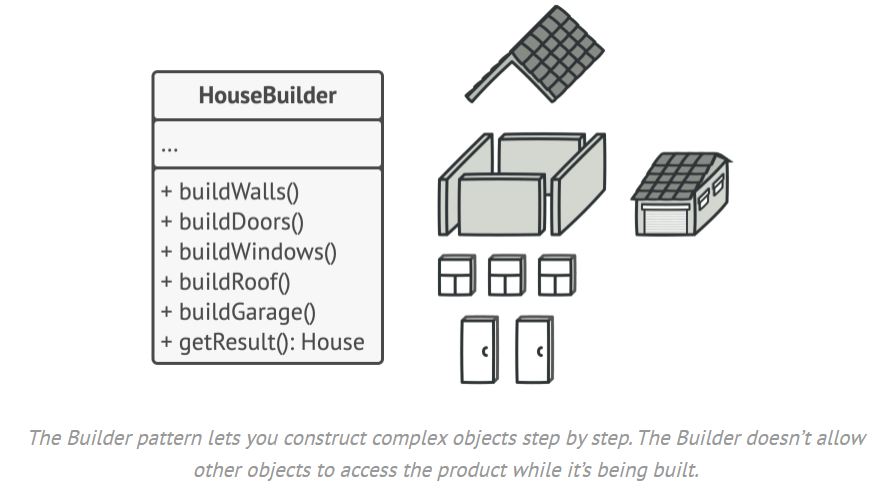 HouseBuilder
...
+ buildWalls()
+ buildDoors()
+ buildWindows()
+ buildRoof()
+ buildGarage()
+ getResult(): House
The Builder pattern lets you construct complex objects step by step. The Builder doesn’t allow
other objects to access the product while it’s being built.